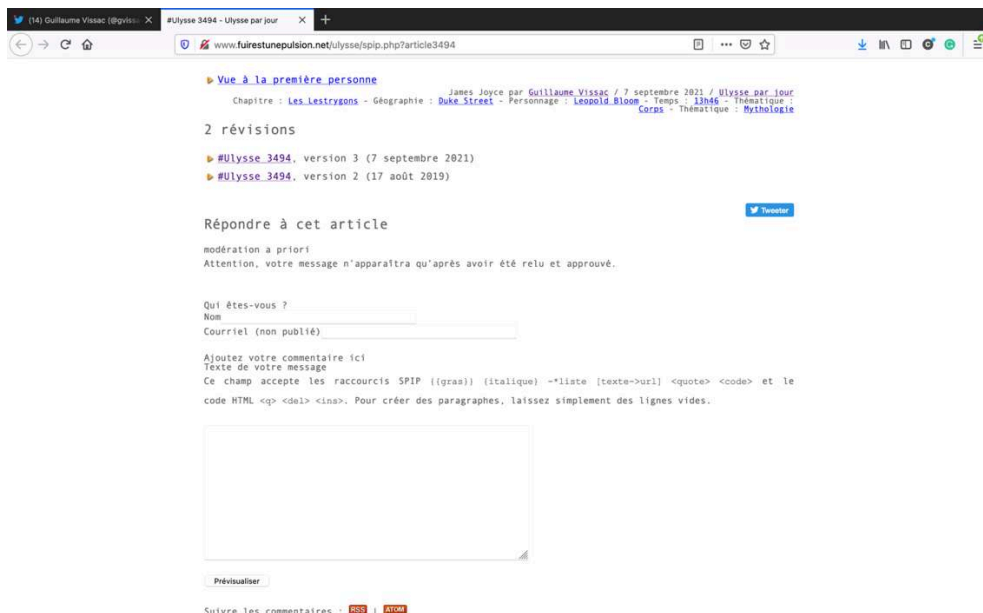 (14) Guillaume Vissac (@gvissa
#Ulysse 3494 - Ulysse par jour
www.fuirestunepulsion.net/ulysse/spip.php?article3494
Vue à la première personne
James Joyce par Guillaume Vissac / 7 septembre 2021 / Ulysse par jour
Chapitre : Les Lestrygons - Géographie : Duke Street - Personnage : Leopold Bloom - Temps : 13h46 - Thématique :
Corps - Thématique : Mythologie
2 révisions
#Ulysse 3494, version 3 (7 septembre 2021)
#Ulysse 3494, version 2 (17 août 2019)
Tweeter
Répondre à cet article
modération a priori
Attention, votre message n'apparaîtra qu'après avoir été relu et approuvé.
Qui êtes-vous ?
Nom
Courriel (non publié)
Ajoutez votre commentaire ici
Texte de votre message
Ce champ accepte les raccourcis SPIP {{gras}} {italique} -*liste [texte->url] <quote> <code> et le
code HTML <q> <del> <ins>. Pour créer des paragraphes, laissez simplement des lignes vides.
Prévisualiser
Suivre les commentaires : RSS | ATOM